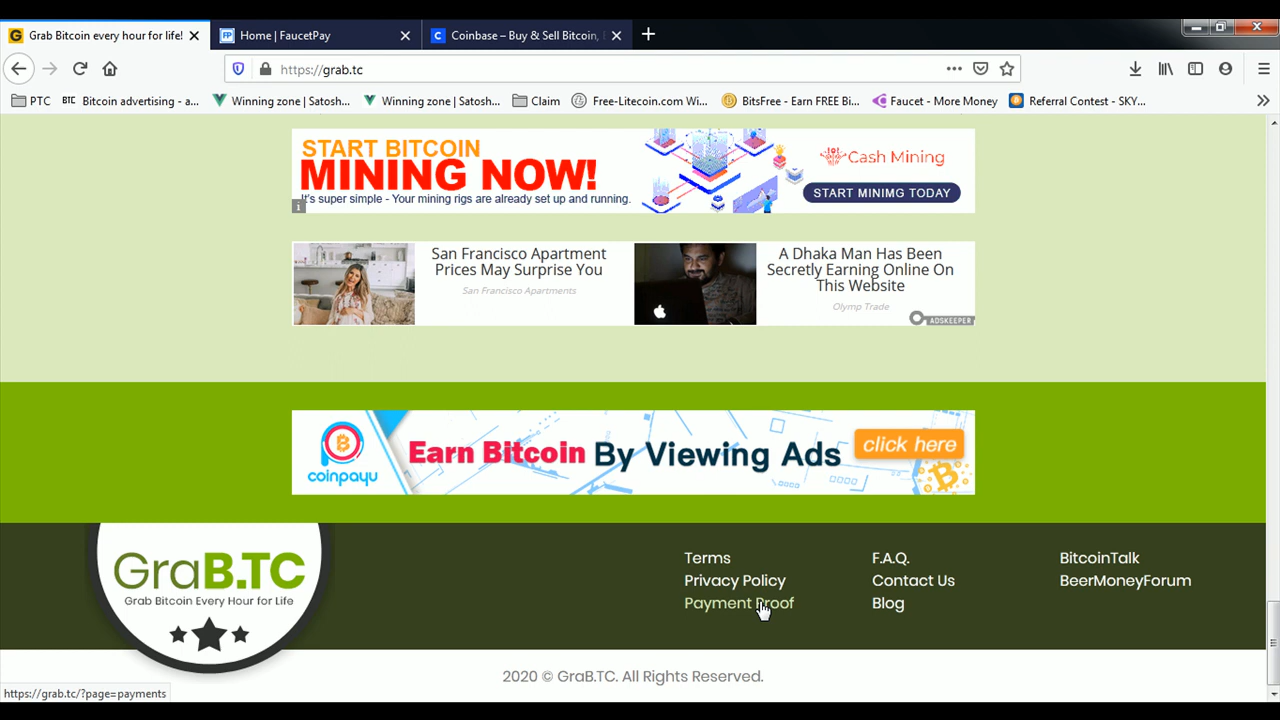 Grab Bitcoin every hour for life!
Home | FaucetPay
Coinbase– Buy & Sell Bitcoin,
https://grab.tc
PTC
Bitcoin advertising - a...
Winning zone | Satosh...
Winning zone | Satosh...
Claim
Free-Litecoin.com Wi...
BitsFree - Earn FREE Bi...
Faucet - More Money
Referral Contest - SKY...
START BITCOIN
MINING NOW!
It's super simple - Your mining rigs are already set up and running.
Cash Mining
START MINIMG TODAY
San Francisco Apartment
Prices May Surprise You
San Francisco Apartments
A Dhaka Man Has Been
Secretly Earning Online On
This Website
Olymp Trade
ADSKEEPER
coinpayu
Earn Bitcoin By Viewing Ads
click here
GraB.TC
Grab Bitcoin Every Hour for Life
Terms
Privacy Policy
Payment Proof
F.A.Q.
Contact Us
Blog
BitcoinTalk
BeerMoneyForum
2020 © GraB.TC. All Rights Reserved.
https://grab.tc/?page=payments